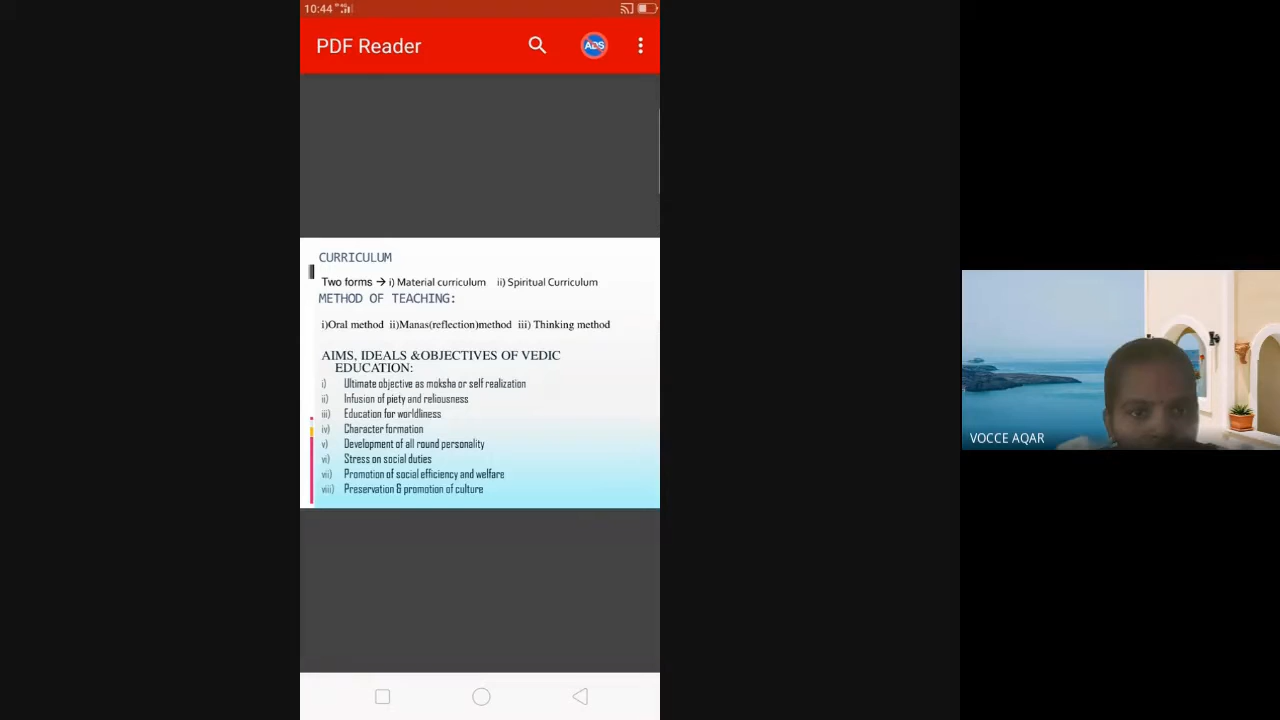 10:44
PDF Reader
ADS
CURRICULUM
Two forms → i) Material curriculum ii) Spiritual Curriculum
METHOD OF TEACHING:
i)Oral method ii)Manas(reflection)method iii) Thinking method
AIMS, IDEALS &OBJECTIVES OF VEDIC
EDUCATION:
i) Ultimate objective as moksha or self realization
ii) Infusion of piety and reliousness
iii) Education for worldliness
iv) Character formation
v) Development of all round personality
vi) Stress on social duties
vii) Promotion of social efficiency and welfare
viii) Preservation & promotion of culture
VOCCE AQAR